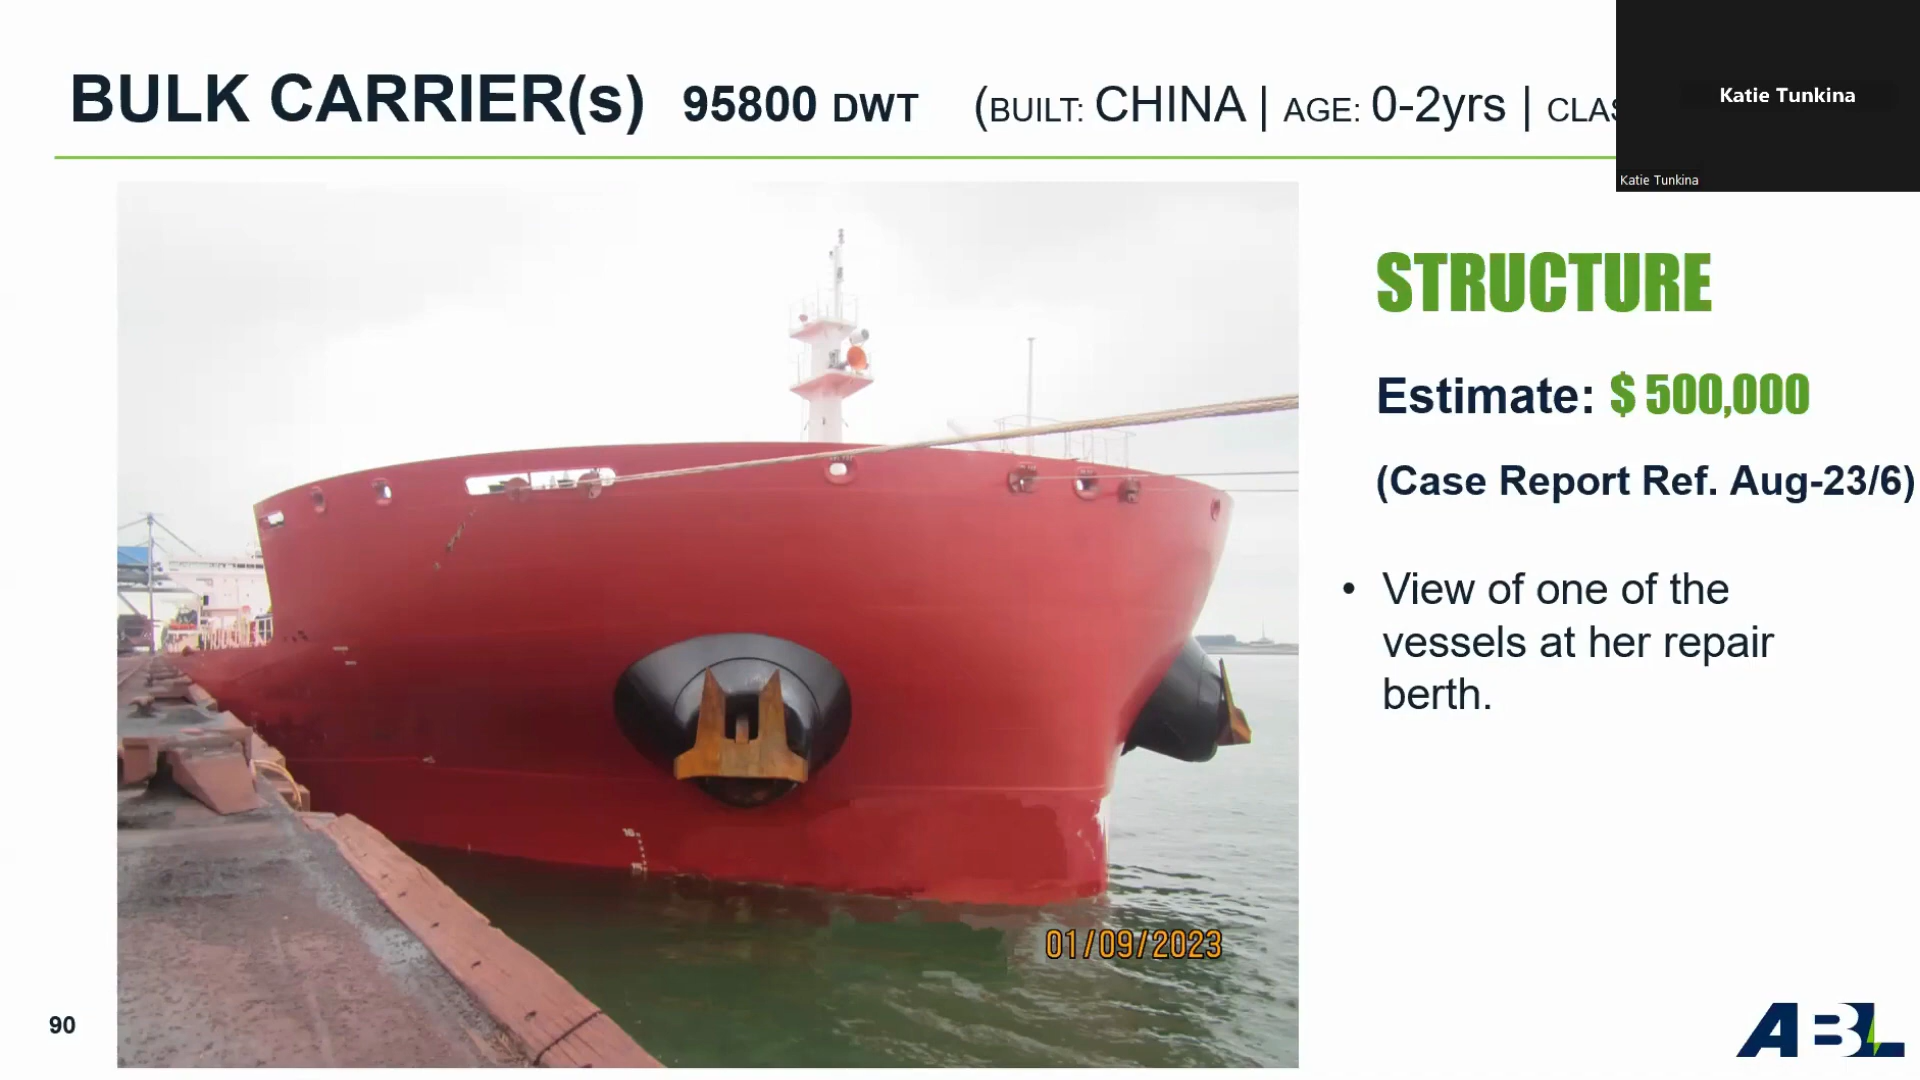 BULK CARRIER(s) 95800 DWT (BUILT: CHINA | AGE: 0-2yrs | CLAS
Katie Tunkina
Katie Tunkina
STRUCTURE
Estimate: $ 500,000
(Case Report Ref. Aug-23/6)
• View of one of the
vessels at her repair
berth.
16
01/09/2023
90
ABL